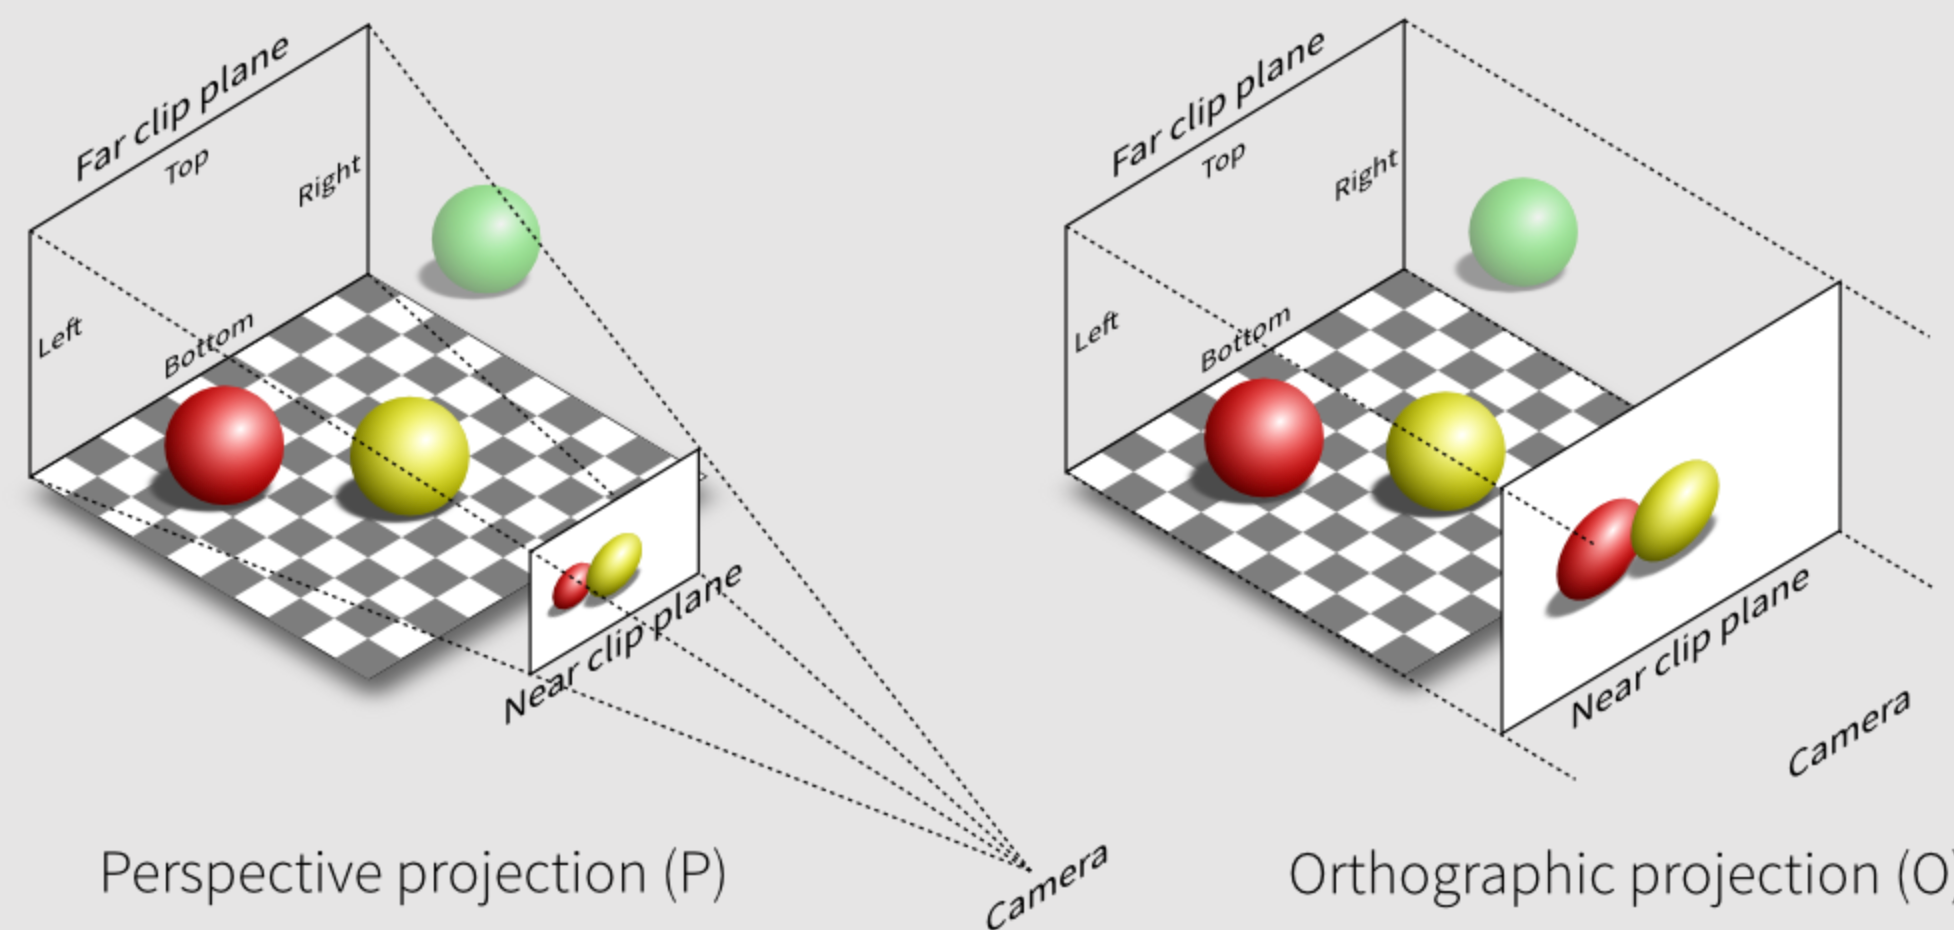 Far clip plane
Top
Right
Left
Bottom
Near clip plane
Camera
Perspective projection (P)
Far clip plane
Top
Right
Left
Bottom
Near clip plane
Camera
Orthographic projection (O)